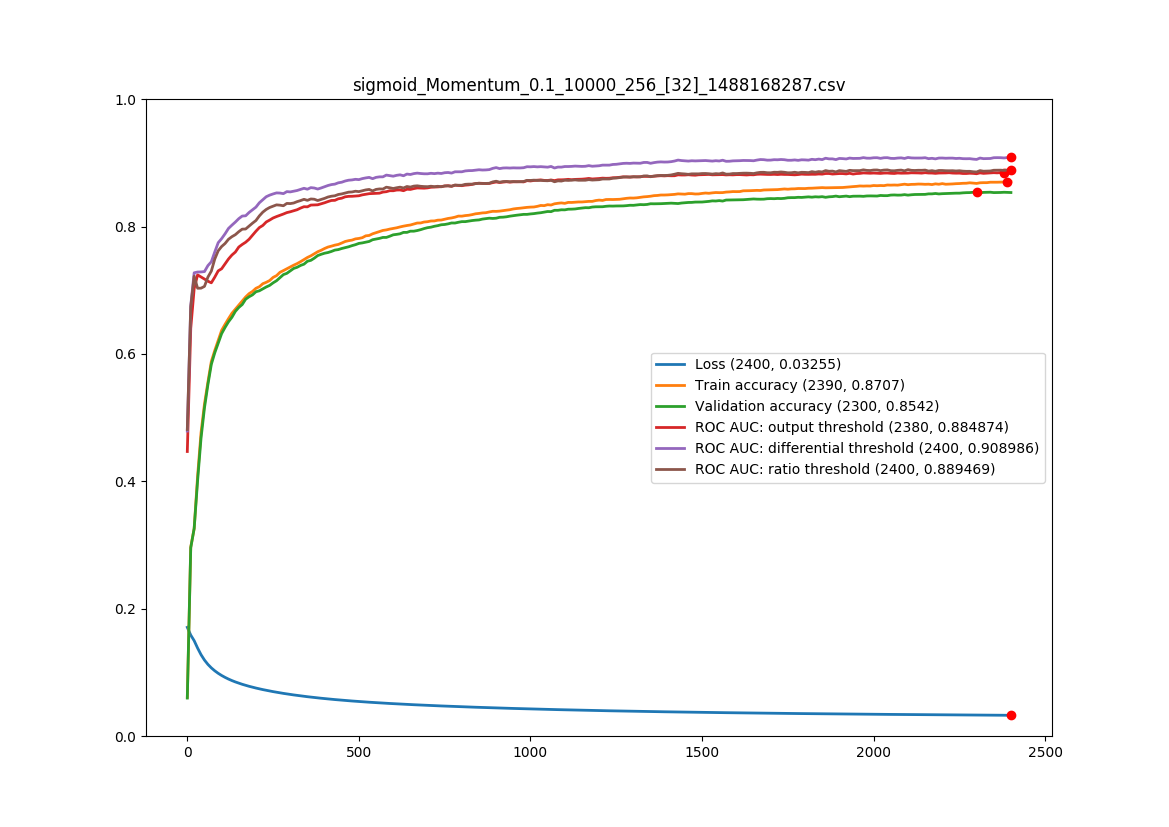 sigmoid_Momentum_0.1_10000_256_[32]_1488168287.csv
1.0
0.8
0.6
0.4
0.2
0.0
Loss (2400, 0.03255)
Train accuracy (2390, 0.8707)
Validation accuracy (2300, 0.8542)
ROC AUC: output threshold (2380, 0.884874)
ROC AUC: differential threshold (2400, 0.908986)
ROC AUC: ratio threshold (2400, 0.889469)
0 500 1000 1500 2000 2500